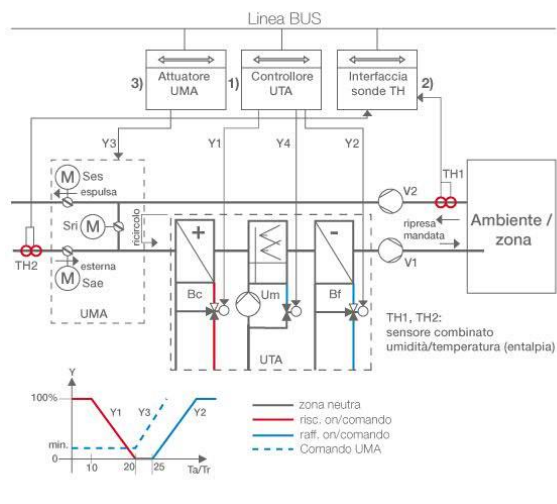 Linea BUS
3)
Attuatore
UMA
1)
Controllore
UTA
Interfaccia
sonde TH
2)
Y3
Y1
Y4
Y2
TH1
M
Ses
espulsa
V2
Sri
M
ricircolo
ripresa
mandata
Ambiente /
zona
TH2
esterna
M
Sae
UMA
+
-
V1
Bc
Um
Bf
UTA
TH1, TH2:
sensore combinato
umidità/temperatura (entalpia)
Y
100%
Y1
Y3
Y2
min.
0
10
20
25
Ta/Tr
zona neutra
risc. on/comando
raff. on/comando
Comando UMA